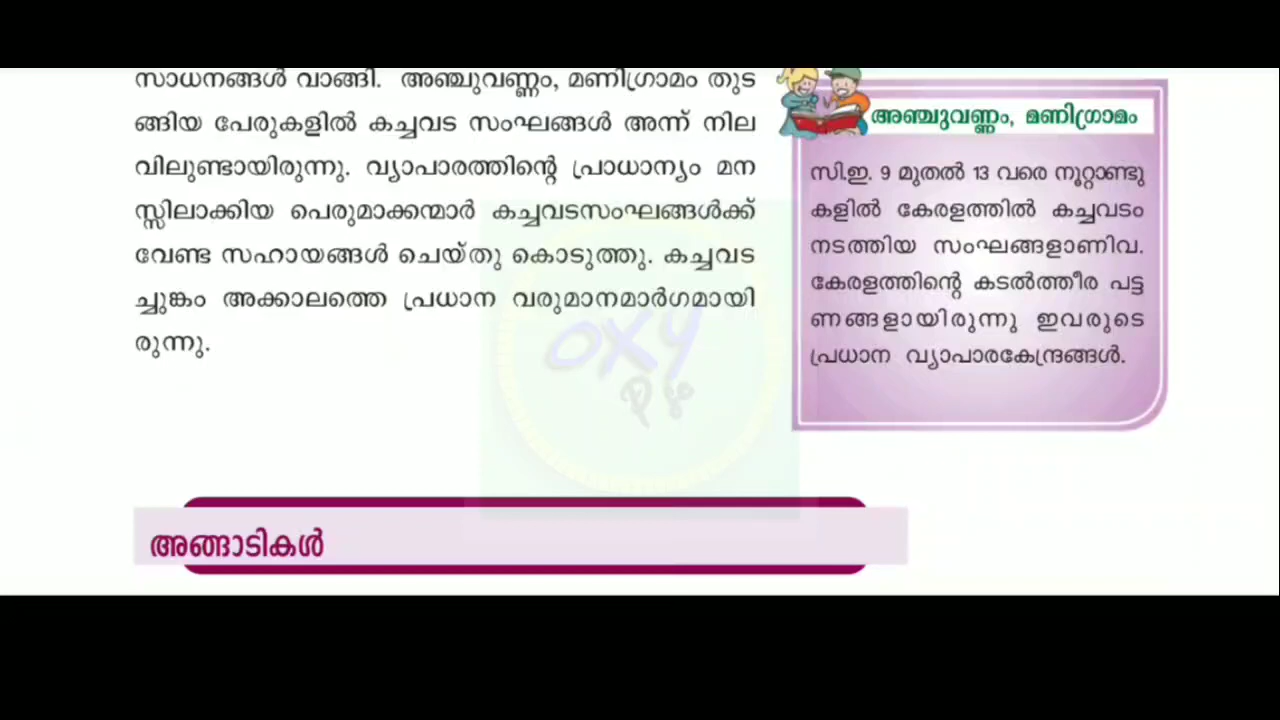 സാധനങ്ങൾ വാങ്ങി. അഞ്ചുവണ്ണം, മണിഗ്രാമം തുട
ങ്ങിയ പേരുകളിൽ കച്ചവട സംഘങ്ങൾ അന്ന് നില
വിലുണ്ടായിരുന്നു. വ്യാപാരത്തിന്റെ പ്രാധാന്യം മന
സ്സിലാക്കിയ പെരുമാക്കന്മാർ കച്ചവടസംഘങ്ങൾക്ക്
വേണ്ട സഹായങ്ങൾ ചെയ്തു കൊടുത്തു. കച്ചവട
ച്ചുങ്കം അക്കാലത്തെ പ്രധാന വരുമാനമാർഗമായി
രുന്നു.
അഞ്ചുവണ്ണം, മണിഗ്രാമം
സി.ഇ. 9 മുതൽ 13 വരെ നൂറ്റാണ്ടു
കളിൽ കേരളത്തിൽ കച്ചവടം
നടത്തിയ സംഘങ്ങളാണിവ.
കേരളത്തിന്റെ കടൽത്തീര പട്ട
ണങ്ങളായിരുന്നു ഇവരുടെ
പ്രധാന വ്യാപാരകേന്ദ്രങ്ങൾ.
oxy
അങ്ങാടികൾ